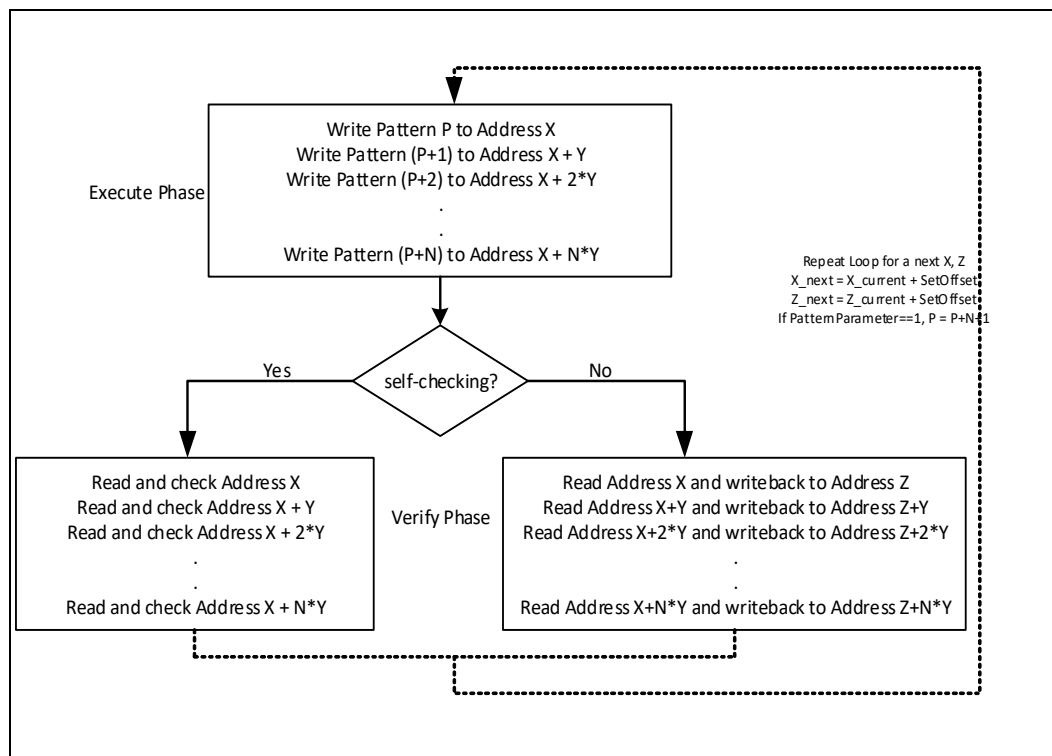 Write Pattern P to Address X
Write Pattern (P+1) to Address X + Y
Write Pattern (P+2) to Address X + 2*Y
.
.
Write Pattern (P+N) to Address X + N*Y
Execute Phase
Repeat Loop for a next X, Z
X_next = X_current + SetOffset
Z_next = Z_current + SetOffset
If PatternParameter==1, P = P+N+1
self-checking?
Yes
No
Read and check Address X
Read and check Address X + Y
Read and check Address X + 2*Y
.
.
Read and check Address X + N*Y
Verify Phase
Read Address X and writeback to Address Z
Read Address X+Y and writeback to Address Z+Y
Read Address X+2*Y and writeback to Address Z+2*Y
.
.
Read Address X+N*Y and writeback to Address Z+N*Y